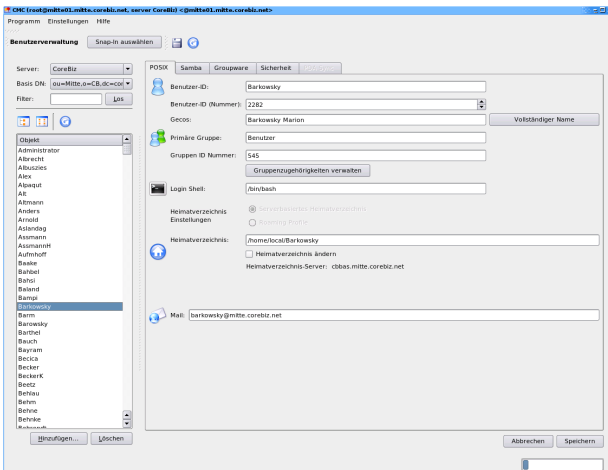 CMC (root@mitte01.mitte.corebiz.net, server CoreBiz) <@mitte01.mitte.corebiz.net>
Programm Einstellungen Hilfe
Benutzerverwaltung Snap-In auswählen
Server: CoreBiz
Basis DN: ou=Mitte,o=CB,dc=cor
Filter: Los
Objekt
Administrator
Albrecht
Albuszies
Alex
Alpaqut
Alt
Altmann
Anders
Arnold
Aslandag
Assmann
AssmannH
Aufmhoff
Baake
Bahbel
Bahsi
Baland
Bampi
Barkowsky
Barm
Barowsky
Barthel
Bauch
Bayram
Becica
Becker
BeckerK
Beetz
Behlau
Behm
Behne
Behnke
Behrendt
Hinzufügen... Löschen
POSIX Samba Groupware Sicherheit
Benutzer-ID: Barkowsky
Benutzer-ID (Nummer): 2282
Gecos: Barkowsky Marion Vollständiger Name
Primäre Gruppe: Benutzer
Gruppen ID Nummer: 545
Gruppenzugehörigkeiten verwalten
Login Shell: /bin/bash
Heimatverzeichnis Einstellungen
Serverbasiertes Heimatverzeichnis
Roaming Profile
Heimatverzeichnis: /home/local/Barkowsky
Heimatverzeichnis ändern
Heimatverzeichnis-Server: cbbas.mitte.corebiz.net
Mail: barkowsky@mitte.corebiz.net
Abbrechen Speichern